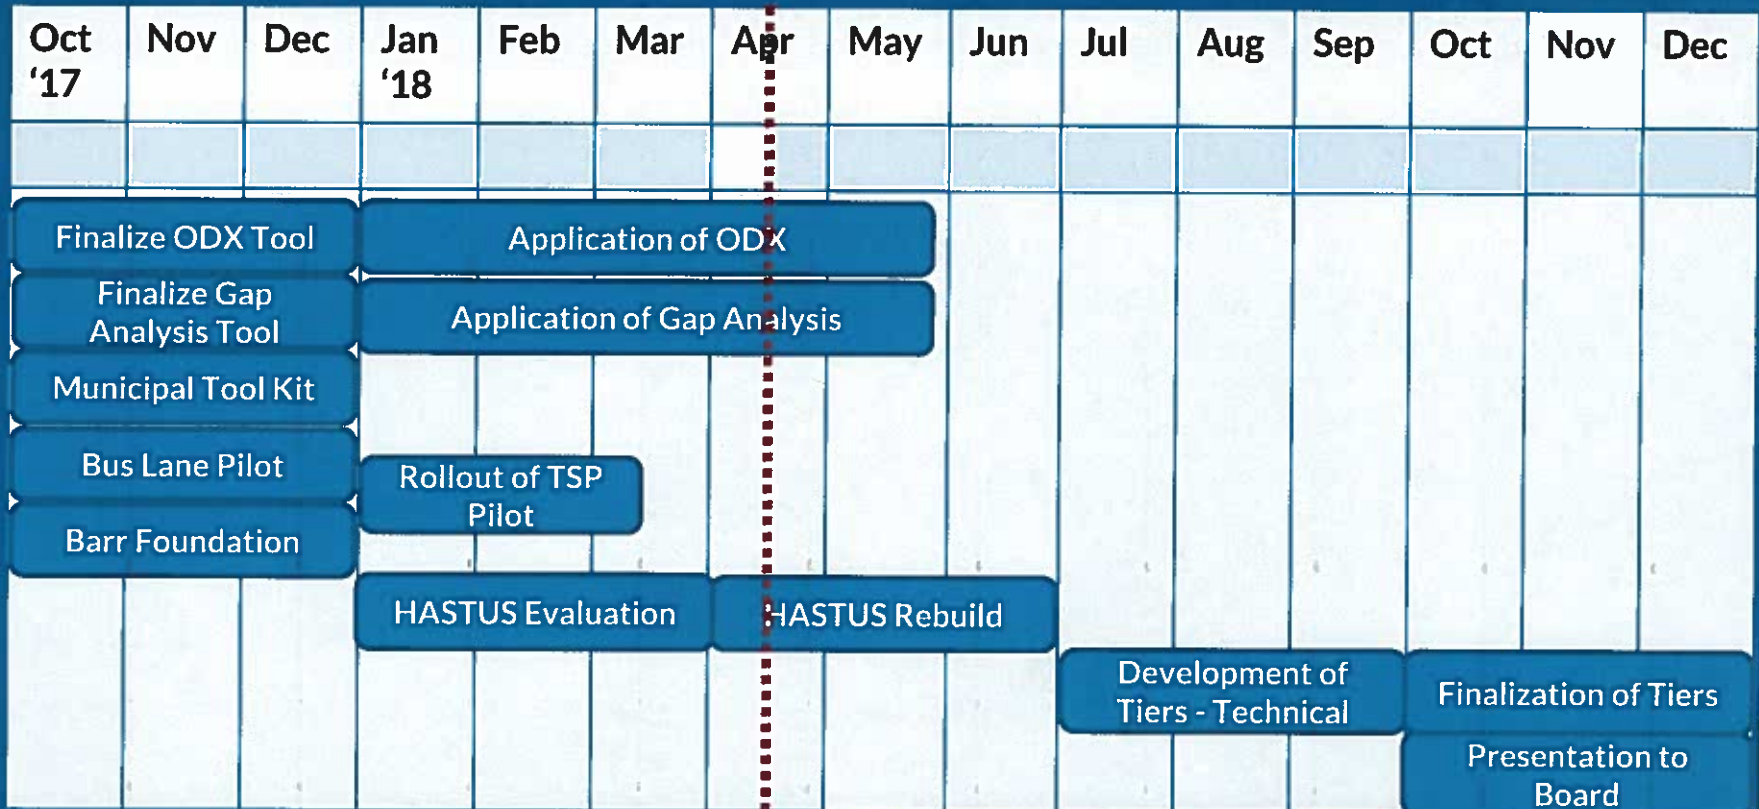 Oct Nov Dec Jan Feb Mar Apr May Jun Jul Aug Sep Oct Nov Dec
‘17 ‘18
Finalize ODX Tool
Application of ODX
Finalize Gap
Analysis Tool
Application of Gap Analysis
Municipal Tool Kit
Bus Lane Pilot
Rollout of TSP
Pilot
Barr Foundation
HASTUS Evaluation
HASTUS Rebuild
Development of
Tiers - Technical
Finalization of Tiers
Presentation to
Board